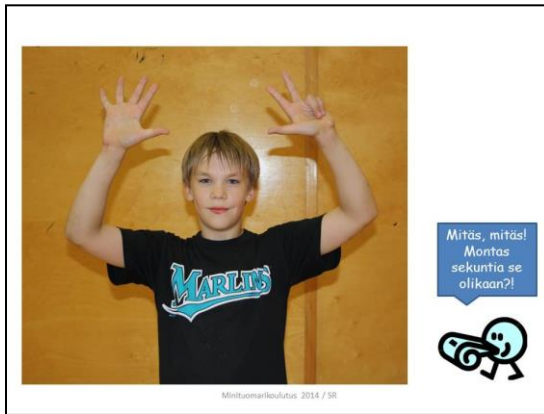 MARLINS
Mitäs, mitäs!
Montas
sekuntia se
olikaan?!
Minituomarikoulutus 2014 / SR